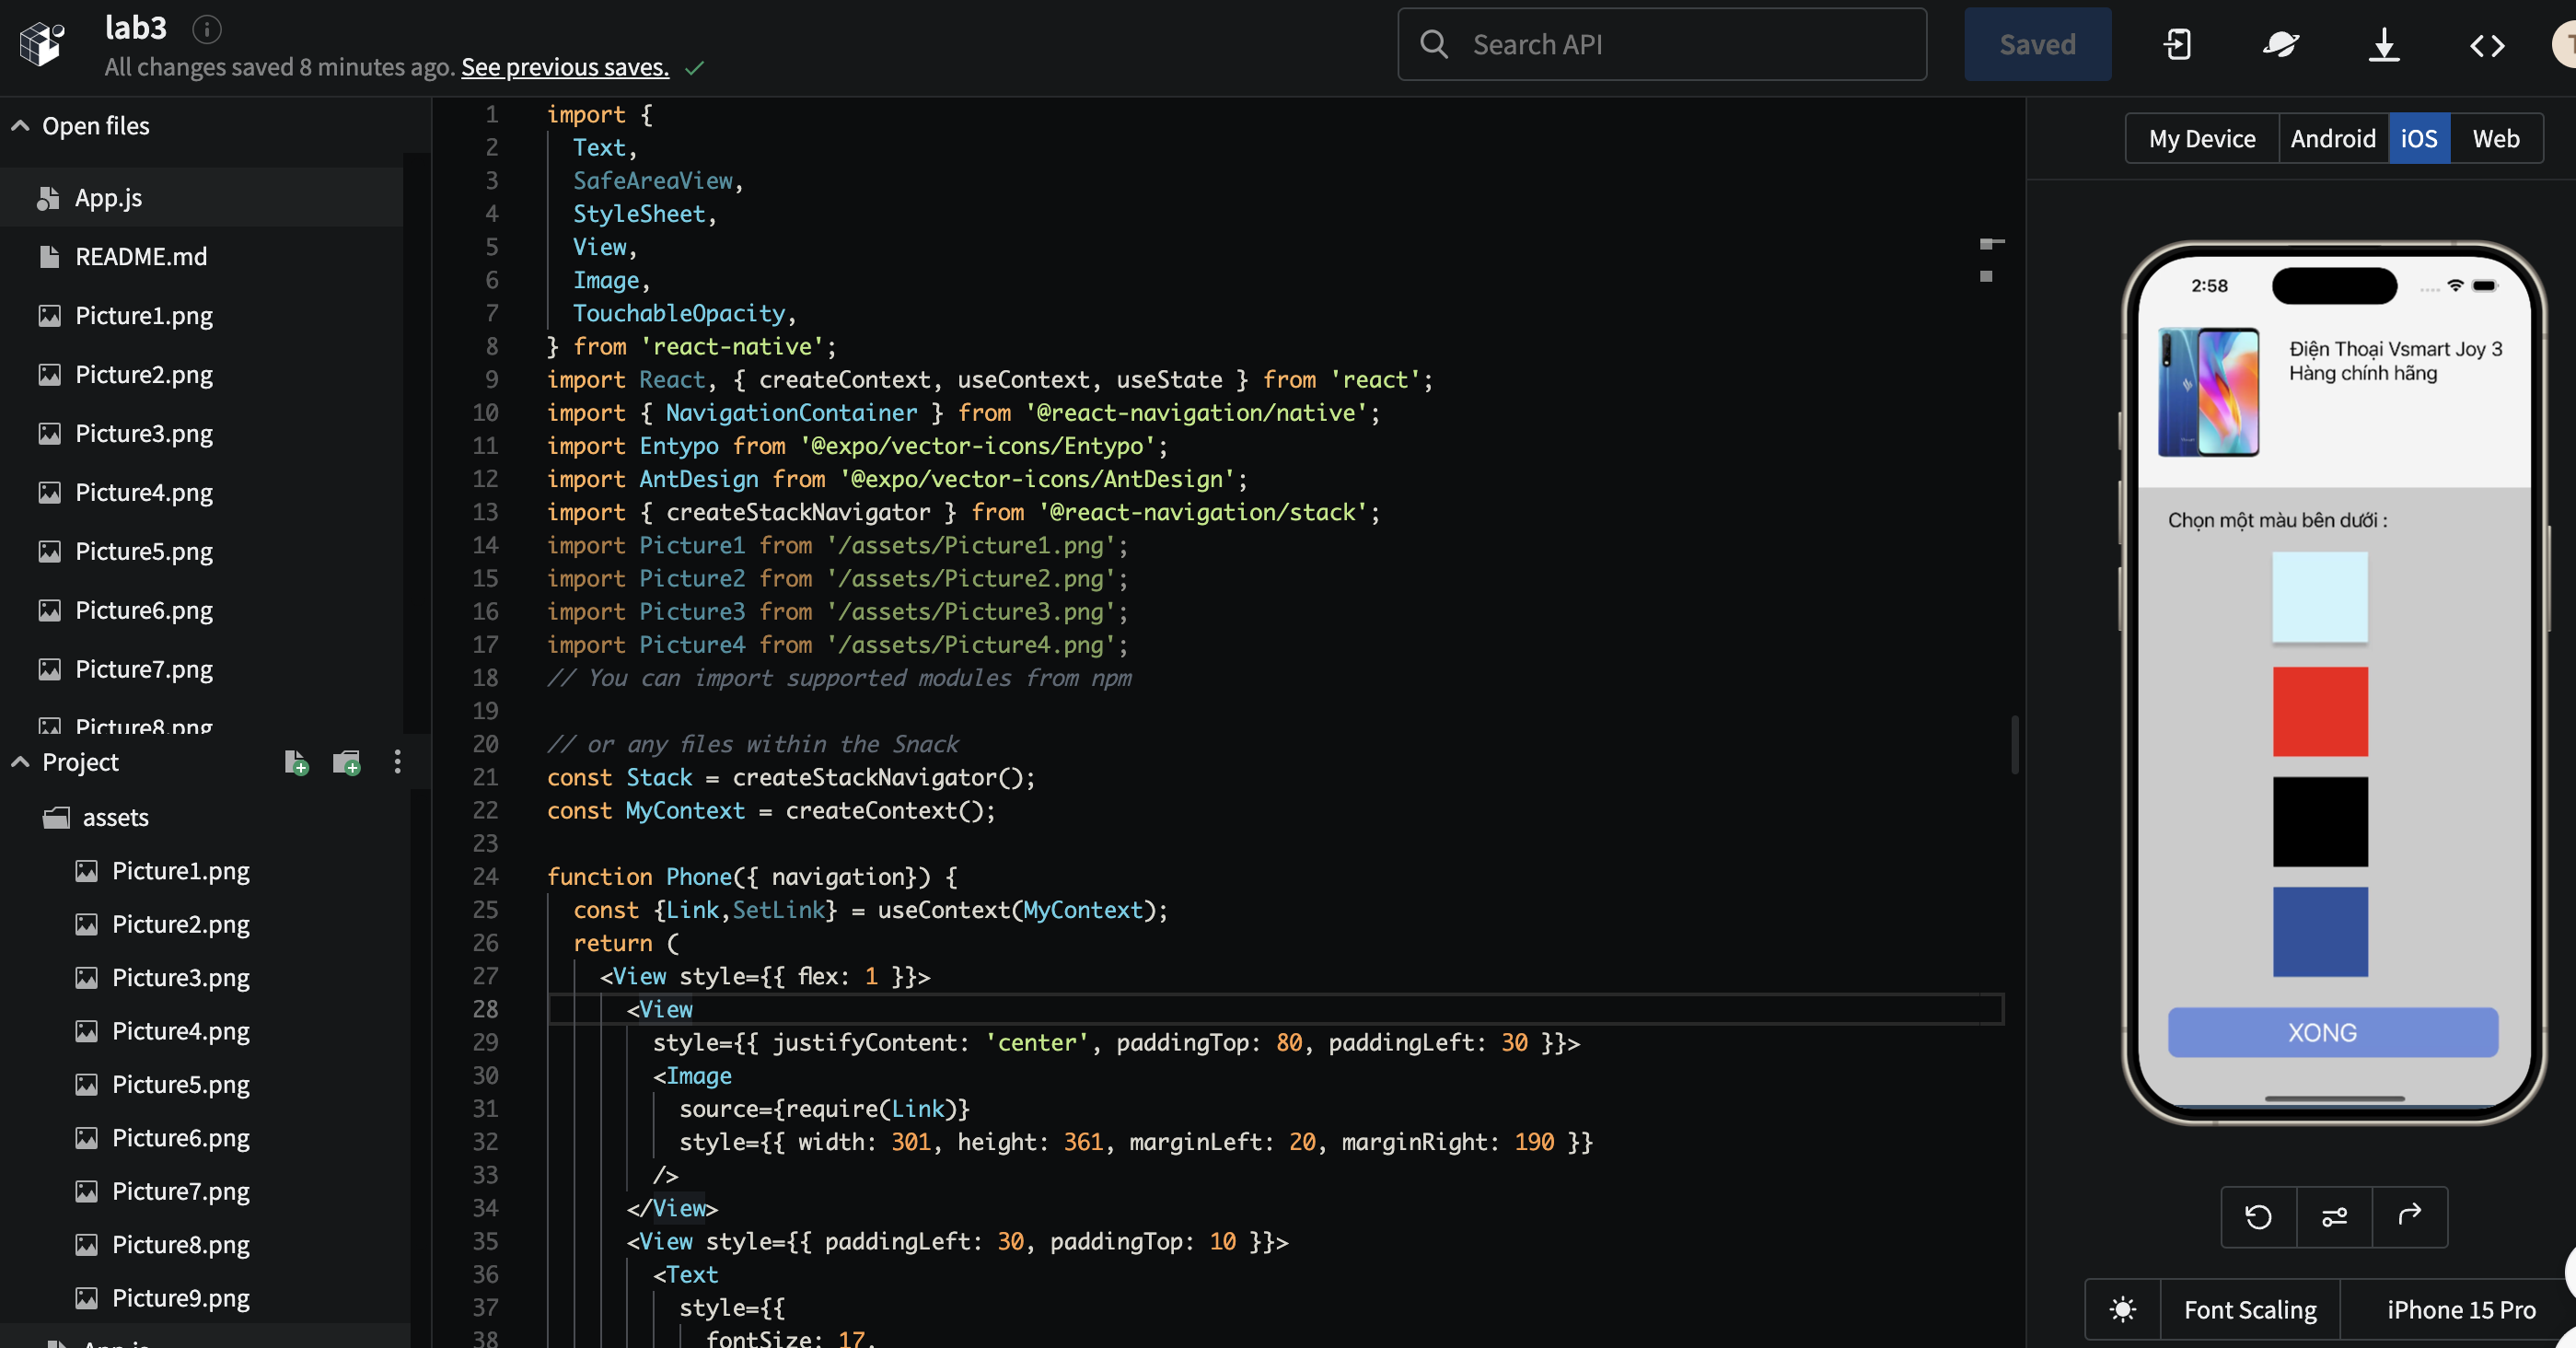 lab3
All changes saved 8 minutes ago. See previous saves.
Search API
Saved
Open files
App.js
README.md
Picture1.png
Picture2.png
Picture3.png
Picture4.png
Picture5.png
Picture6.png
Picture7.png
Picture8.png
Project
assets
Picture1.png
Picture2.png
Picture3.png
Picture4.png
Picture5.png
Picture6.png
Picture7.png
Picture8.png
Picture9.png
App.js
1 import {
2 Text,
3 SafeAreaView,
4 StyleSheet,
5 View,
6 Image,
7 TouchableOpacity,
8 } from 'react-native';
9 import React, { createContext, useContext, useState } from 'react';
10 import { NavigationContainer } from '@react-navigation/native';
11 import Entypo from '@expo/vector-icons/Entypo';
12 import AntDesign from '@expo/vector-icons/AntDesign';
13 import { createStackNavigator } from '@react-navigation/stack';
14 import Picture1 from '/assets/Picture1.png';
15 import Picture2 from '/assets/Picture2.png';
16 import Picture3 from '/assets/Picture3.png';
17 import Picture4 from '/assets/Picture4.png';
18 // You can import supported modules from npm
19
20 // or any files within the Snack
21 const Stack = createStackNavigator();
22 const MyContext = createContext();
23
24 function Phone({ navigation}) {
25 const {Link,SetLink} = useContext(MyContext);
26 return (
27 <View style={{ flex: 1 }}>
28 <View
29 style={{ justifyContent: 'center', paddingTop: 80, paddingLeft: 30 }}>
30 <Image
31 source={require(Link)}
32 style={{ width: 301, height: 361, marginLeft: 20, marginRight: 190 }}
33 />
34 </View>
35 <View style={{ paddingLeft: 30, paddingTop: 10 }}>
36 <Text
37 style={{
38 fontSize: 17,
My Device
Android
iOS
Web
2:58
Điện Thoại Vsmart Joy 3
Hàng chính hãng
Chọn một màu bên dưới :
XONG
Font Scaling
iPhone 15 Pro